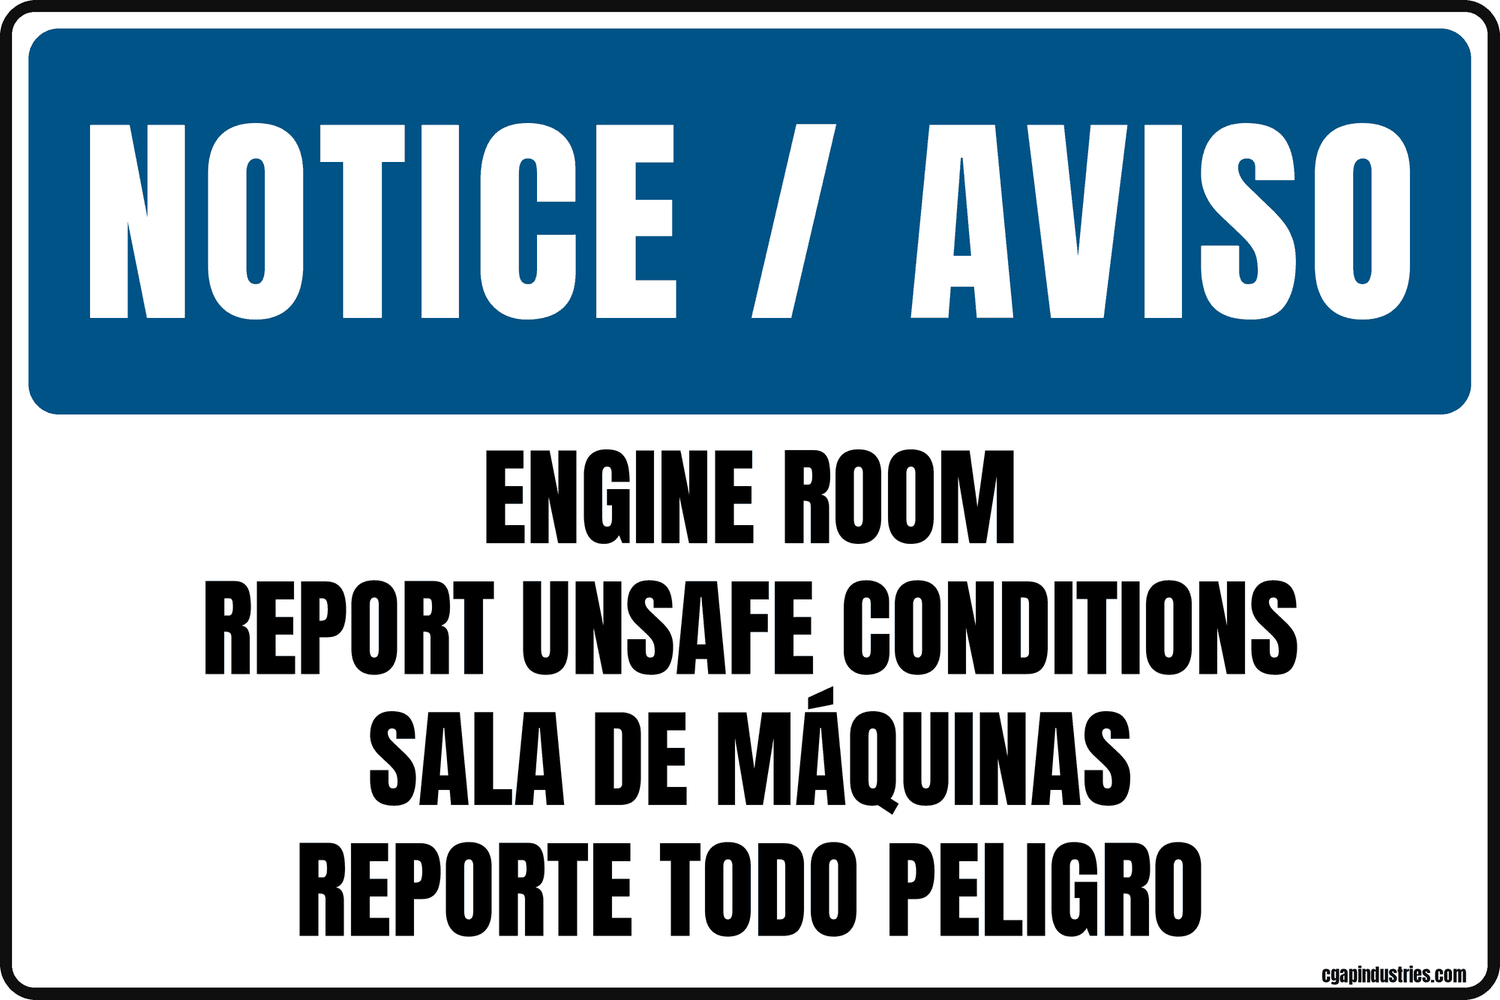 NOTICE / AVISO
ENGINE ROOM
REPORT UNSAFE CONDITIONS
SALA DE MÁQUINAS
REPORTE TODO PELIGRO
cgapindustries.com